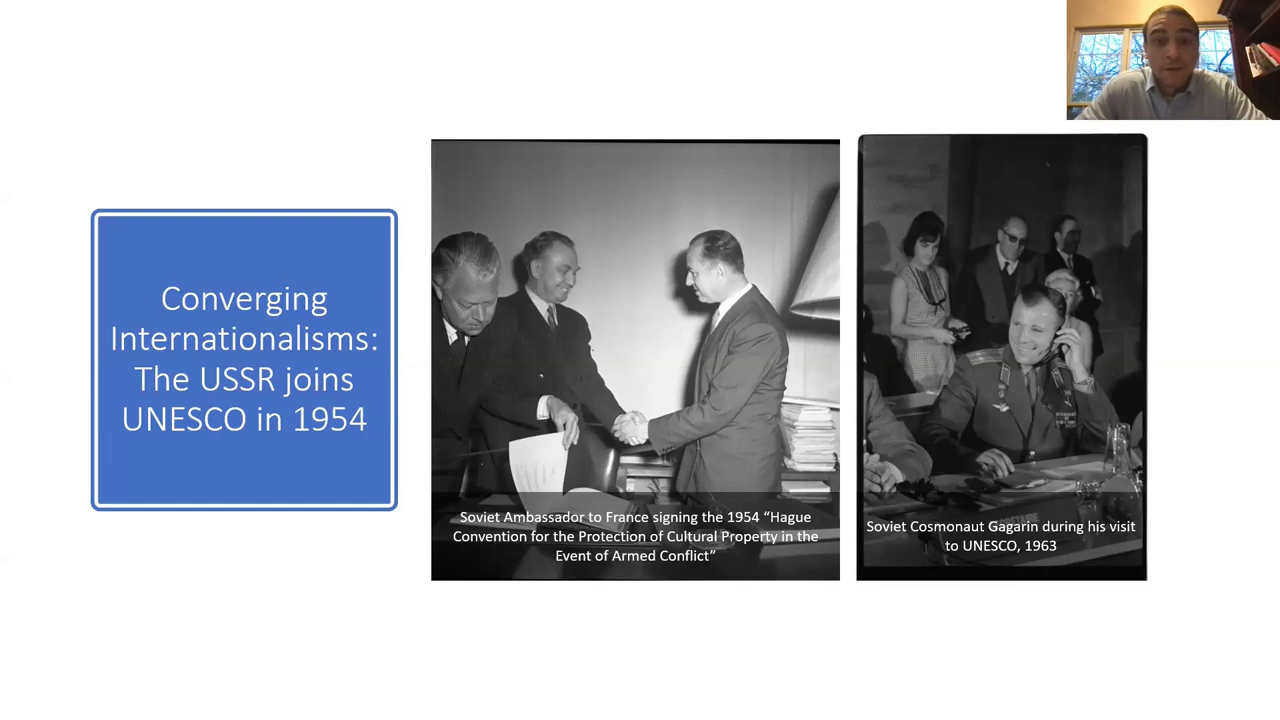 Converging
Internationalisms:
The USSR joins
UNESCO in 1954
Soviet Ambassador to France signing the 1954 “Hague
Convention for the Protection of Cultural Property in the
Event of Armed Conflict”
Soviet Cosmonaut Gagarin during his visit
to UNESCO, 1963